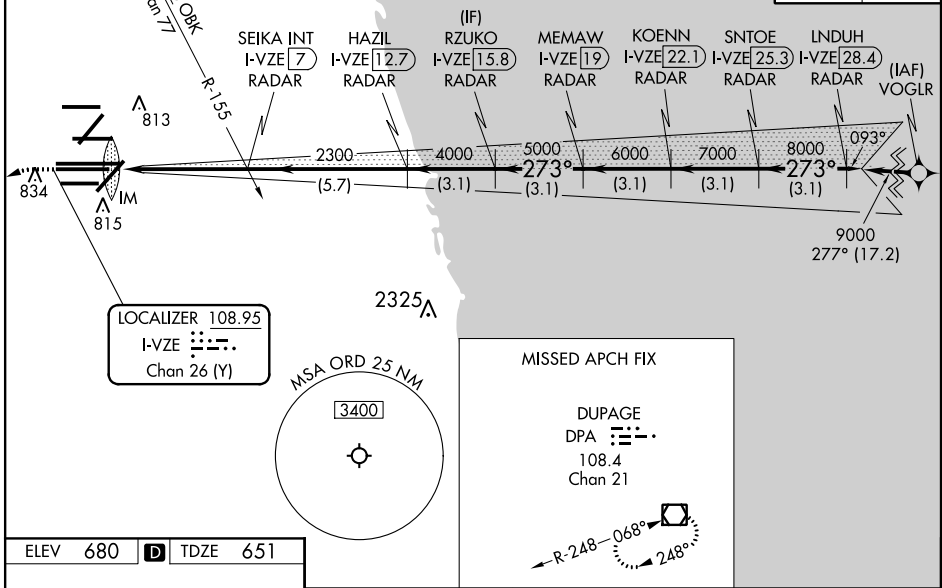 OBK
Chan 77
R-155
SEIKA INT
I-VZE 7
RADAR
HAZIL
I-VZE 12.7
RADAR
(IF)
RZUKO
I-VZE 15.8
RADAR
MEMAW
I-VZE 19
RADAR
KOENN
I-VZE 22.1
RADAR
SNTOE
I-VZE 25.3
RADAR
LNDUH
I-VZE 28.4
RADAR
(IAF)
VOGLR
813
834
815
IM
2300
4000
5000
6000
7000
8000
093°
273°
273°
(5.7)
(3.1)
(3.1)
(3.1)
(3.1)
(3.1)
9000
277° (17.2)
LOCALIZER 108.95
I-VZE
Chan 26 (Y)
2325
MSA ORD 25 NM
3400
MISSED APCH FIX
DUPAGE
DPA
108.4
Chan 21
R-248
068°
248°
ELEV 680 D TDZE 651